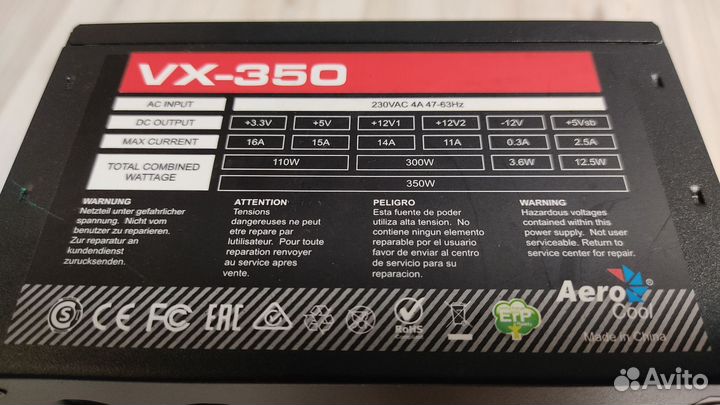 VX-350
AC INPUT 230VAC 4A 47-63Hz
DC OUTPUT +3.3V +5V +12V1 +12V2 -12V +5Vsb
MAX CURRENT 16A 15A 14A 11A 0.3A 2.5A
TOTAL COMBINED WATTAGE 110W 300W 3.6W 12.5W
350W
WARNUNG
Netzteil unter gefahrlicher
spannung. Nicht vom
benutzer zu reparieren.
Zur reparatur an
kundendienst
zurucksenden.
ATTENTION
Tensions
dangereuses ne peut
etre repare par
lutilisateur. Pour toute
reparation renvoyer
au service apres
vente.
PELIGRO
Esta fuente de poder
utiliza alta tension. No
contiene ningun elemento
reparable por el usuario
favor de enviar al centro
de servicio para su
reparacion.
WARNING
Hazardous voltages
contained within this
power supply. Not user
serviceable. Return to
service center for repair.
S CE FC EAC RoHS ErP
Aero
Cool
Made in China
Avito